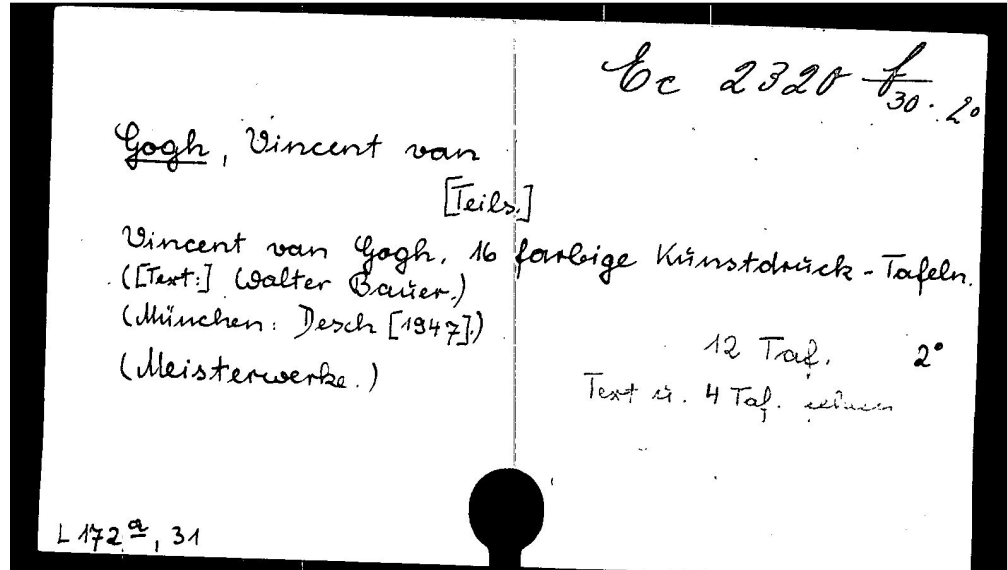 Ec 2320 f/30. 2°
Gogh, Vincent van
[Teils.]
Vincent van Gogh. 16 farbige Kunstdruck-Tafeln.
([Text:] Walter Bauer.)
(München: Desch [1947].)
(Meisterwerke.)
12 Taf. 2°
Text u. 4 Taf.
L 172 a, 31